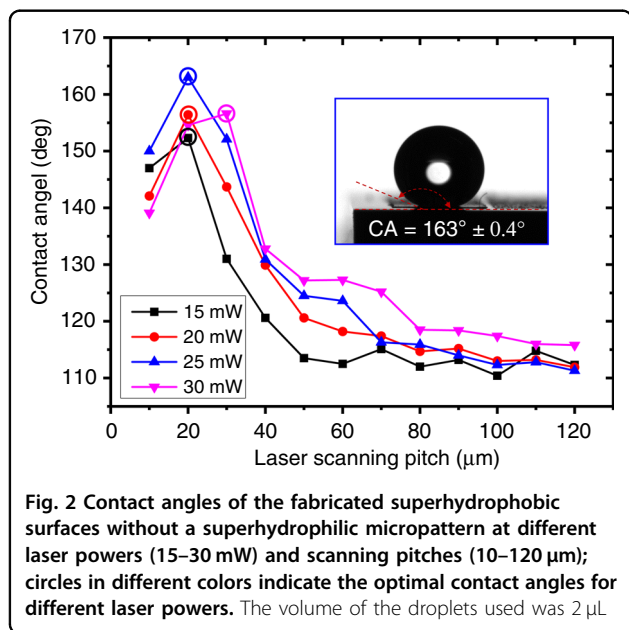 170
160
150
140
130
120
110
Contact angel (deg)
CA = 163° ± 0.4°
15 mW
20 mW
25 mW
30 mW
0 20 40 60 80 100 120
Laser scanning pitch (μm)
Fig. 2 Contact angles of the fabricated superhydrophobic
surfaces without a superhydrophilic micropattern at different
laser powers (15–30 mW) and scanning pitches (10–120 μm);
circles in different colors indicate the optimal contact angles for
different laser powers. The volume of the droplets used was 2 μL